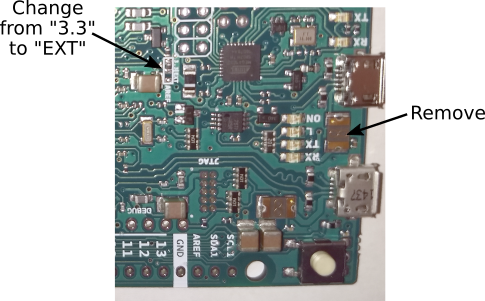 Change
from "3.3"
to "EXT"
Remove
TX
RX
ON
L
TX
RX
JTAG
DEBUG
11
12
13
GND
AREF
SDA1
SCL1
1437